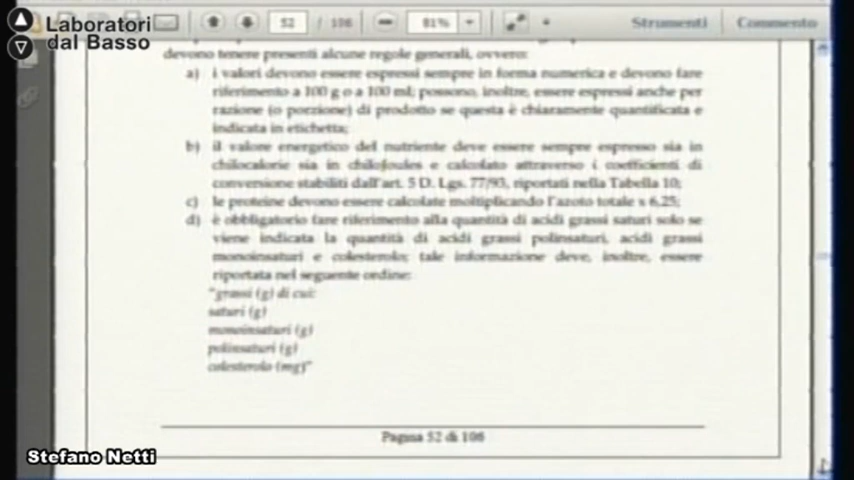 Laboratori
dal Basso
52 / 106
81%
Strumenti
Commento
devono tenere presenti alcune regole generali, ovvero:
a) i valori devono essere espressi sempre in forma numerica e devono fare
riferimento a 100 g o a 100 ml; possono, inoltre, essere espressi anche per
razione (o porzione) di prodotto se questa è chiaramente quantificata e
indicata in etichetta;
b) il valore energetico del nutriente deve essere sempre espresso sia in
chilocalorie sia in chilojoules e calcolato attraverso i coefficienti di
conversione stabiliti dall'art. 5 D. Lgs. 77/93, riportati nella Tabella 10;
c) le proteine devono essere calcolate moltiplicando l'azoto totale x 6,25;
d) è obbligatorio fare riferimento alla quantità di acidi grassi saturi solo se
viene indicata la quantità di acidi grassi polinsaturi, acidi grassi
monoinsaturi e colesterolo; tale informazione deve, inoltre, essere
riportata nel seguente ordine:
"grassi (g) di cui:
saturi (g)
monoinsaturi (g)
polinsaturi (g)
colesterolo (mg)"
Pagina 52 di 106
Stefano Netti